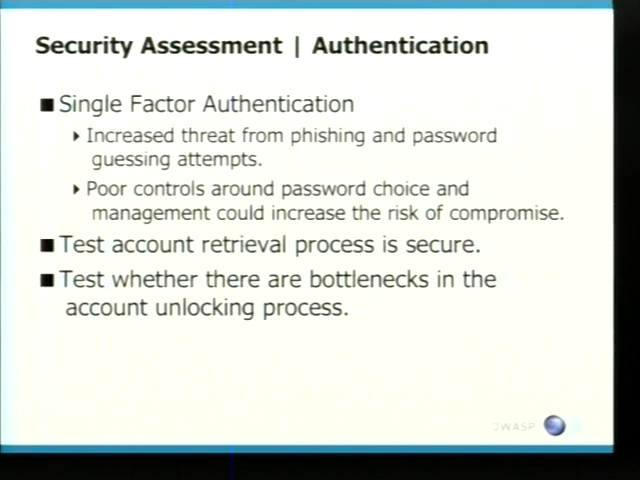 Security Assessment | Authentication
Single Factor Authentication
Increased threat from phishing and password
guessing attempts.
Poor controls around password choice and
management could increase the risk of compromise.
Test account retrieval process is secure.
Test whether there are bottlenecks in the
account unlocking process.
OWASP